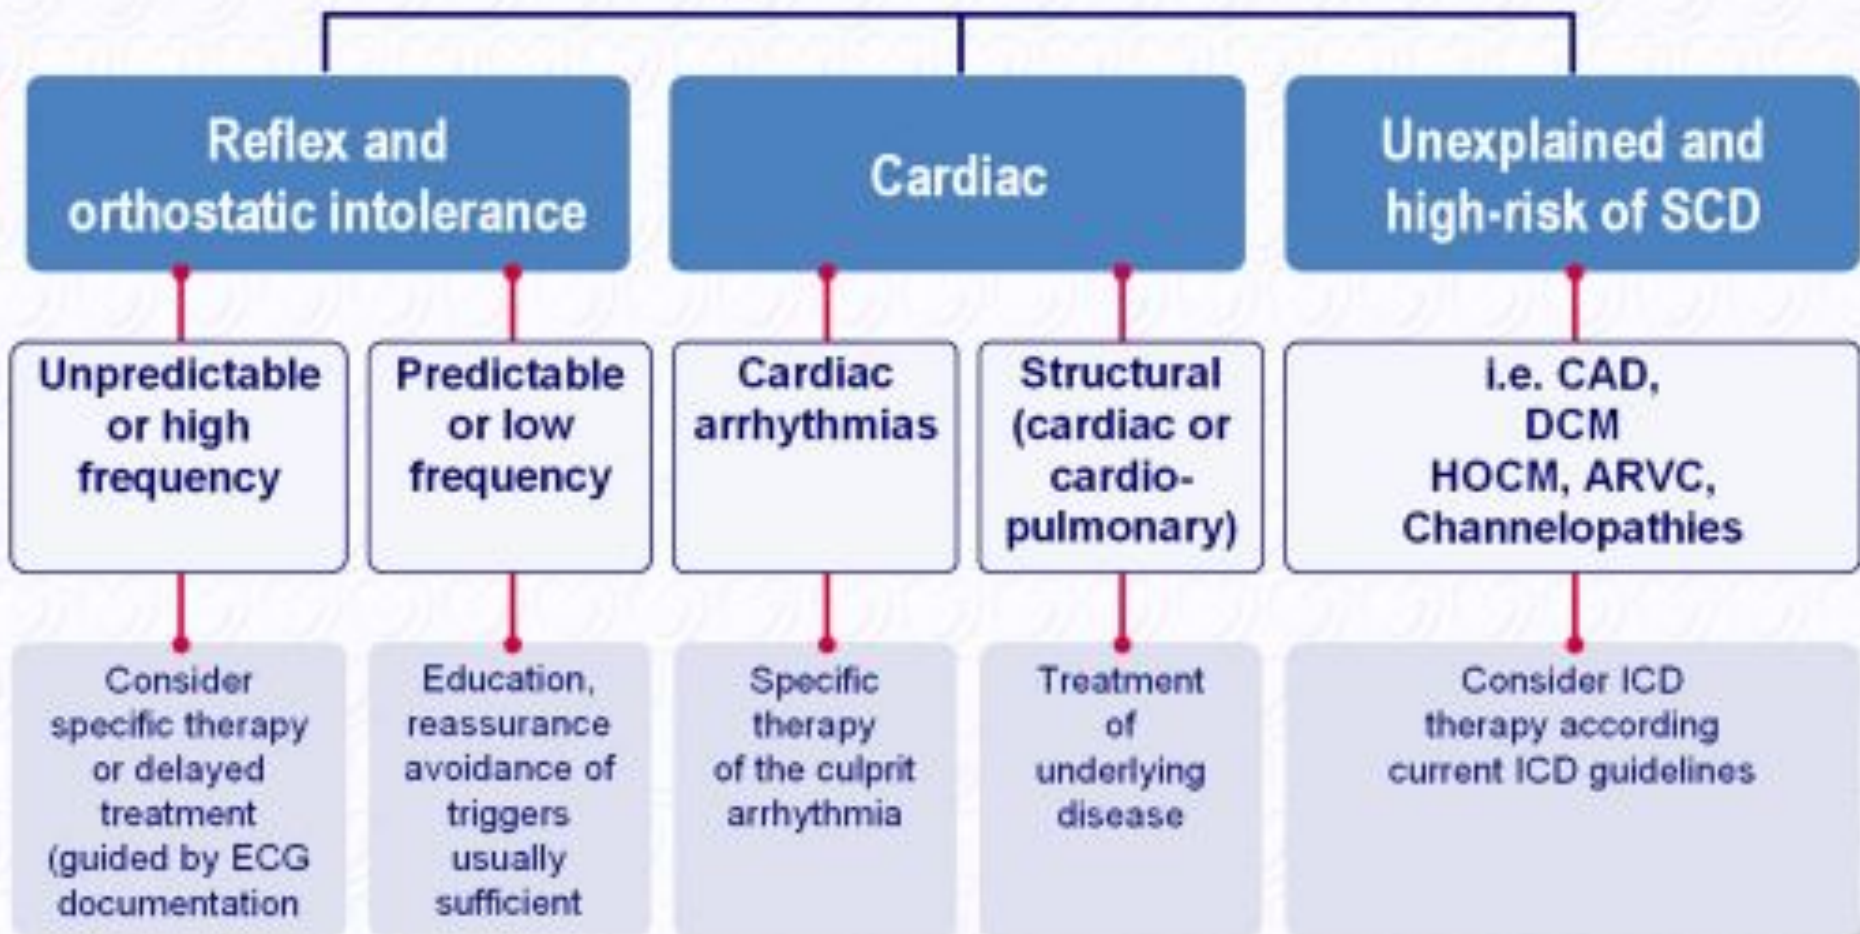 Reflex and
orthostatic intolerance
Cardiac
Unexplained and
high-risk of SCD
Unpredictable
or high
frequency
Predictable
or low
frequency
Cardiac
arrhythmias
Structural
(cardiac or
cardio-
pulmonary)
i.e. CAD,
DCM
HOCM, ARVC,
Channelopathies
Consider
specific therapy
or delayed
treatment
(guided by ECG
documentation
Education,
reassurance
avoidance of
triggers
usually
sufficient
Specific
therapy
of the culprit
arrhythmia
Treatment
of
underlying
disease
Consider ICD
therapy according
current ICD guidelines